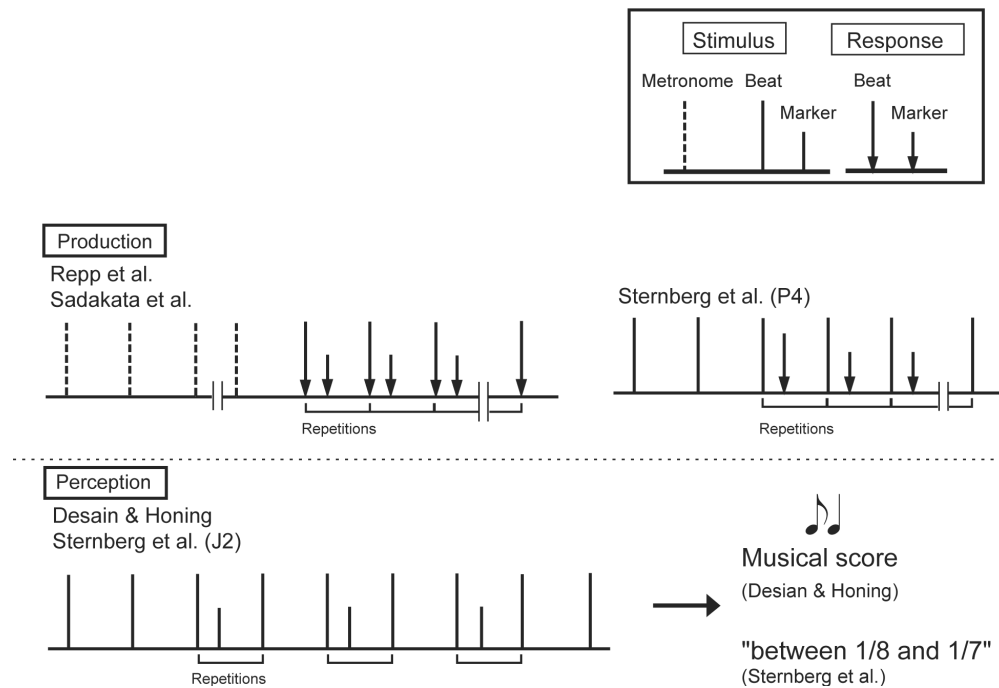 Stimulus
Response
Metronome Beat
Beat
Marker
Marker
Production
Repp et al.
Sadakata et al.
Sternberg et al. (P4)
Repetitions
Repetitions
Perception
Desain & Honing
Sternberg et al. (J2)
Repetitions
Musical score
(Desian & Honing)
"between 1/8 and 1/7"
(Sternberg et al.)